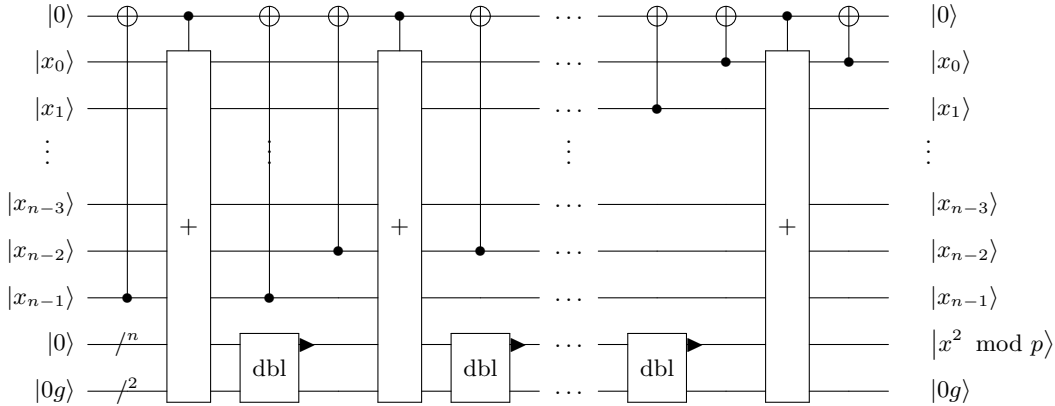 |0⟩ ⋯ |0⟩
|x₀⟩ ⋯ |x₀⟩
|x₁⟩ ⋯ |x₁⟩
⋮ ⋮ ⋮ ⋮
|xₙ₋₃⟩ + + ⋯ + |xₙ₋₃⟩
|xₙ₋₂⟩ ⋯ |xₙ₋₂⟩
|xₙ₋₁⟩ ⋯ |xₙ₋₁⟩
|0⟩ n dbl dbl ⋯ dbl |x² mod p⟩
|0g⟩ 2 ⋯ |0g⟩